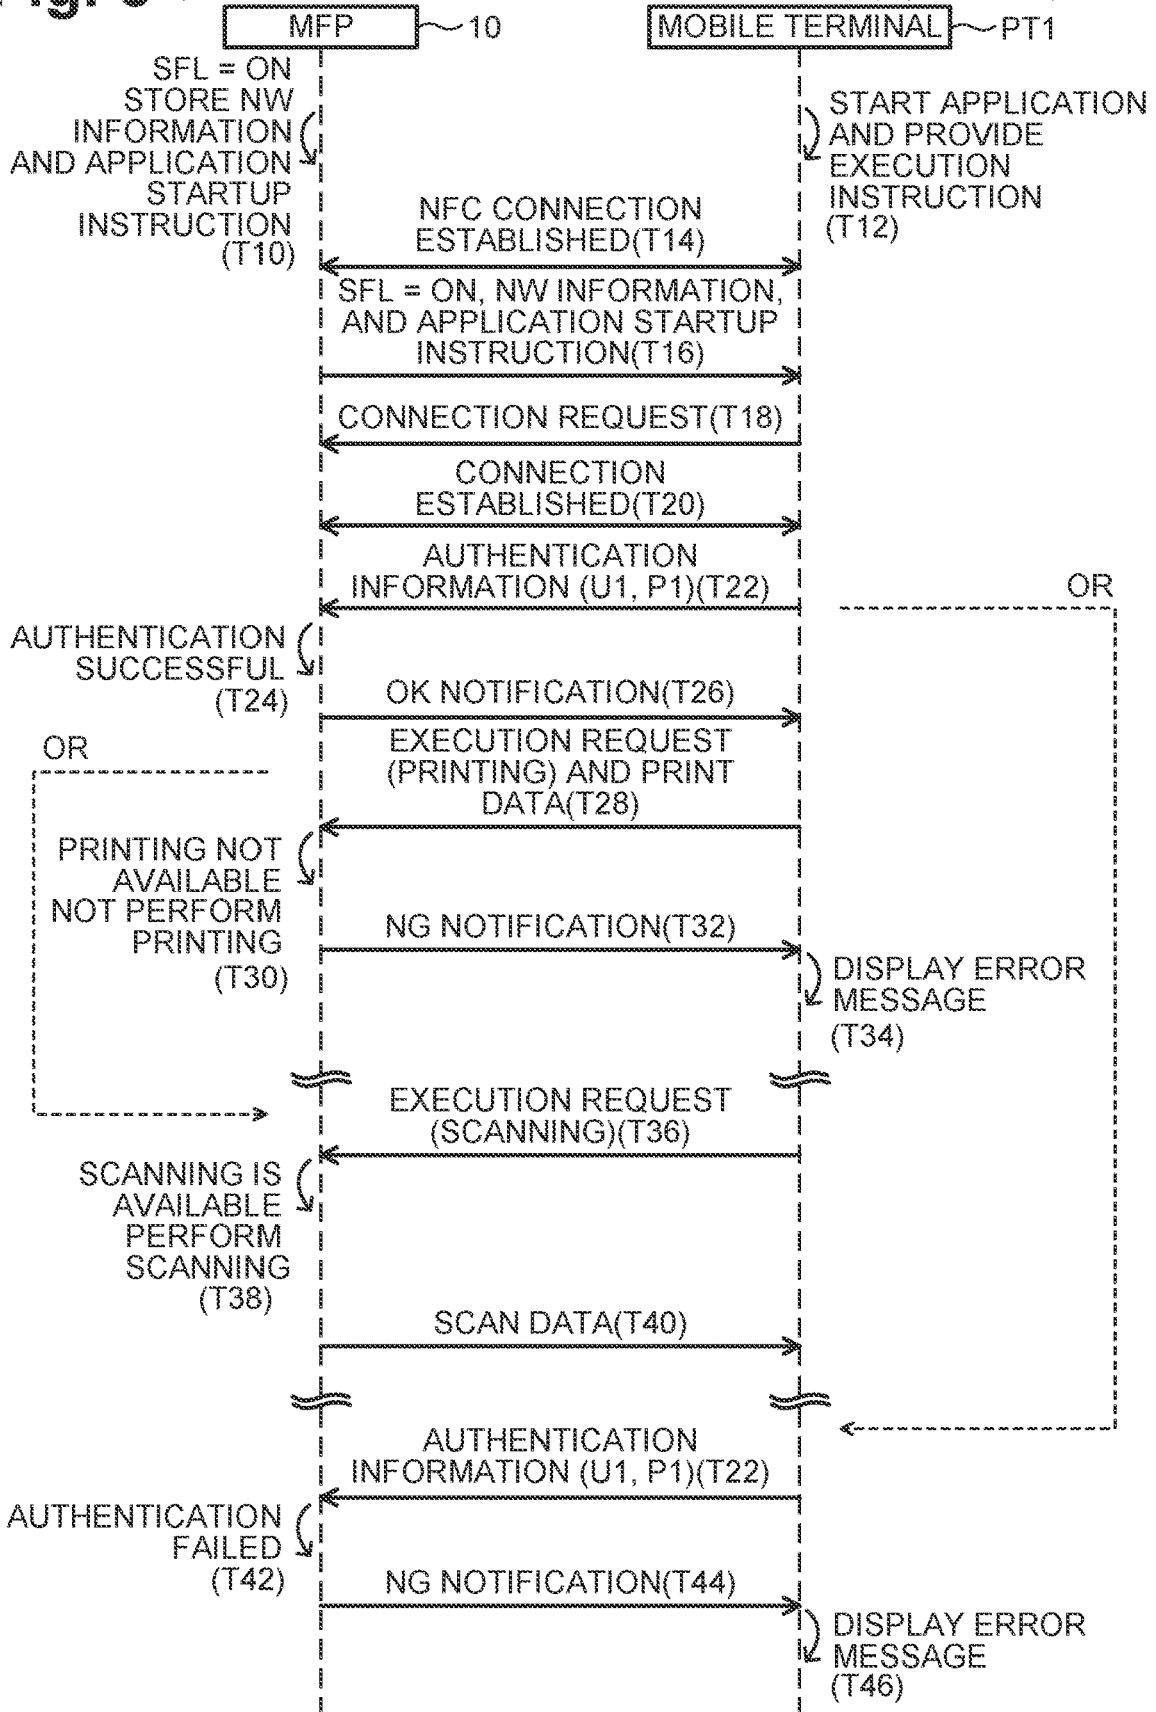 MFP
10
MOBILE TERMINAL
PT1
SFL = ON
STORE NW
INFORMATION
AND APPLICATION
STARTUP
INSTRUCTION
(T10)
START APPLICATION
AND PROVIDE
EXECUTION
INSTRUCTION
(T12)
NFC CONNECTION
ESTABLISHED(T14)
SFL = ON, NW INFORMATION,
AND APPLICATION STARTUP
INSTRUCTION(T16)
CONNECTION REQUEST(T18)
CONNECTION
ESTABLISHED(T20)
AUTHENTICATION
INFORMATION (U1, P1)(T22)
OR
AUTHENTICATION
SUCCESSFUL
(T24)
OK NOTIFICATION(T26)
OR
EXECUTION REQUEST
(PRINTING) AND PRINT
DATA(T28)
PRINTING NOT
AVAILABLE
NOT PERFORM
PRINTING
(T30)
NG NOTIFICATION(T32)
DISPLAY ERROR
MESSAGE
(T34)
EXECUTION REQUEST
(SCANNING)(T36)
SCANNING IS
AVAILABLE
PERFORM
SCANNING
(T38)
SCAN DATA(T40)
AUTHENTICATION
INFORMATION (U1, P1)(T22)
AUTHENTICATION
FAILED
(T42)
NG NOTIFICATION(T44)
DISPLAY ERROR
MESSAGE
(T46)